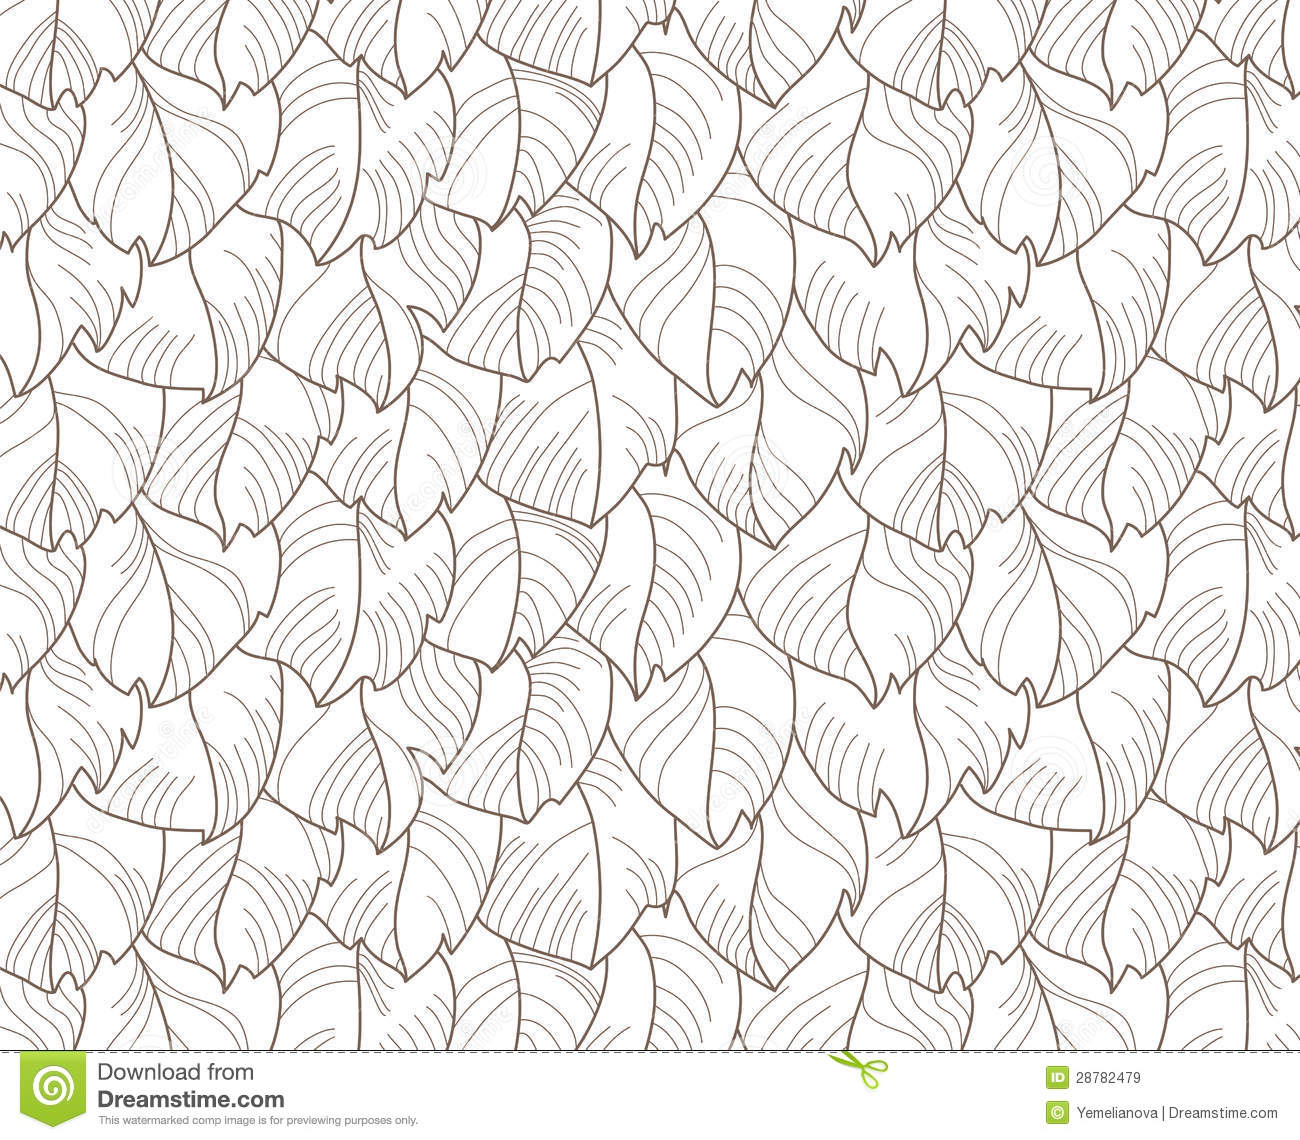 Download from
Dreamstime.com
This watermarked comp image is for previewing purposes only.
ID 28782479
© Yemelianova | Dreamstime.com